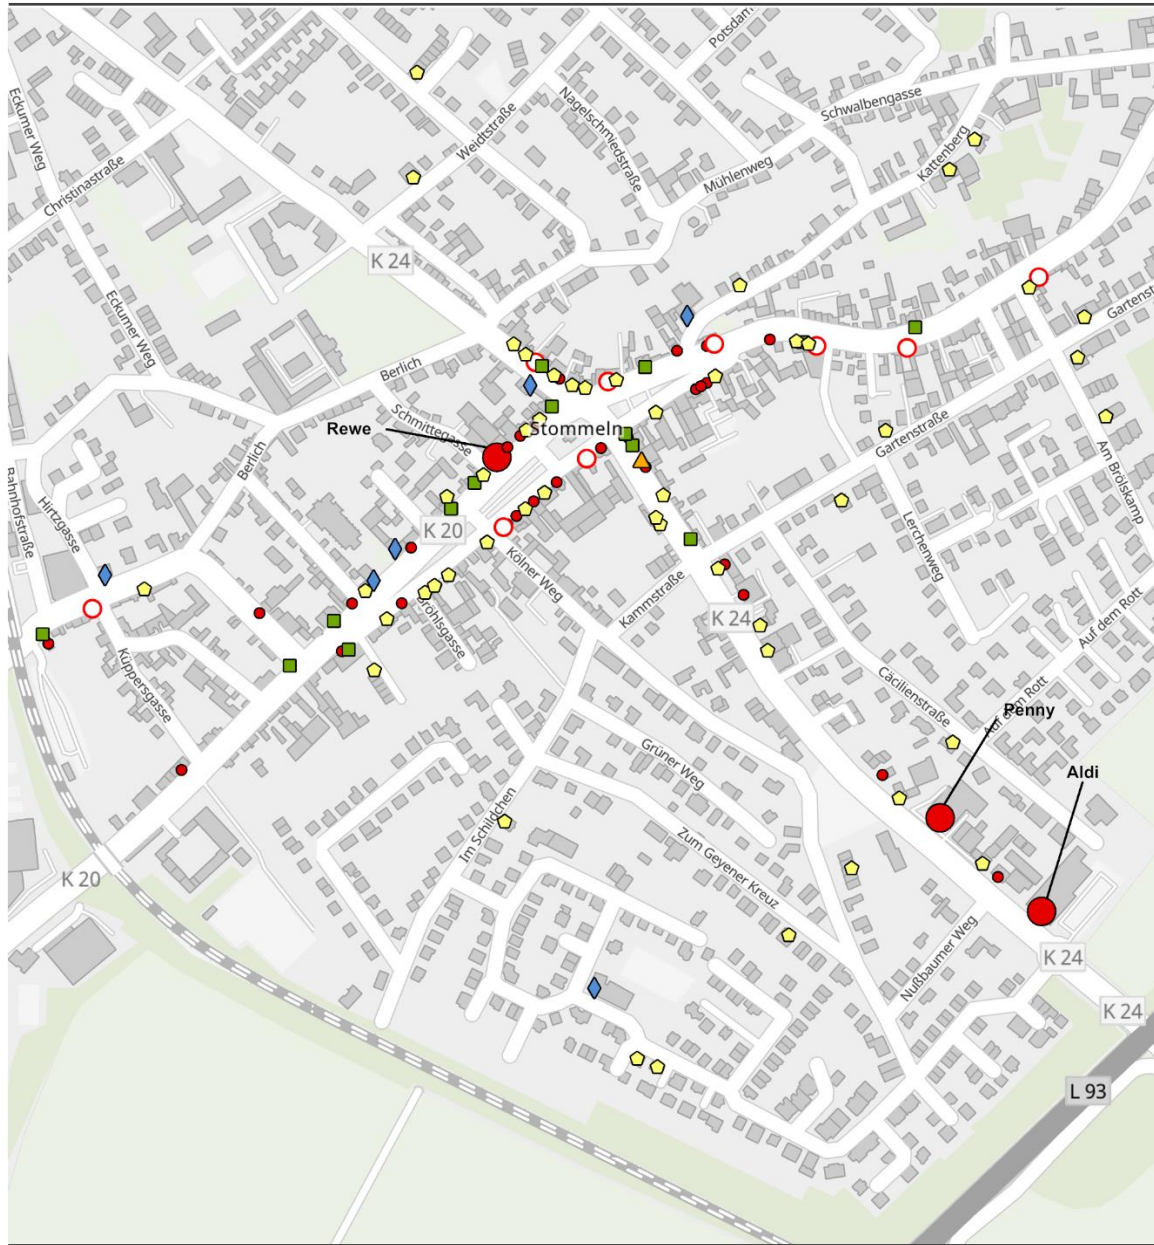 Potsdam
Eckumer Weg
Weidtstraße
Nagelschmiedstraße
Schwalbengasse
Christinastraße
Mühlenweg
Kattenberg
K 24
Eckumer Weg
Gartenst
Berlich
Schmittegasse
Rewe
Stommeln
Gartenstraße
Berlich
Am Brölskamp
Bahnhofstraße
Hirtzgasse
K 20
Lerchenweg
Kölner Weg
Kammstraße
K 24
Auf dem Rott
Küppersgasse
Cäcilienstraße
Auf dem Rott
Penny
Grüner Weg
Aldi
Im Schildchen
Zum Geyener Kreuz
K 20
Nußbaumer Weg
K 24
K 24
L 93